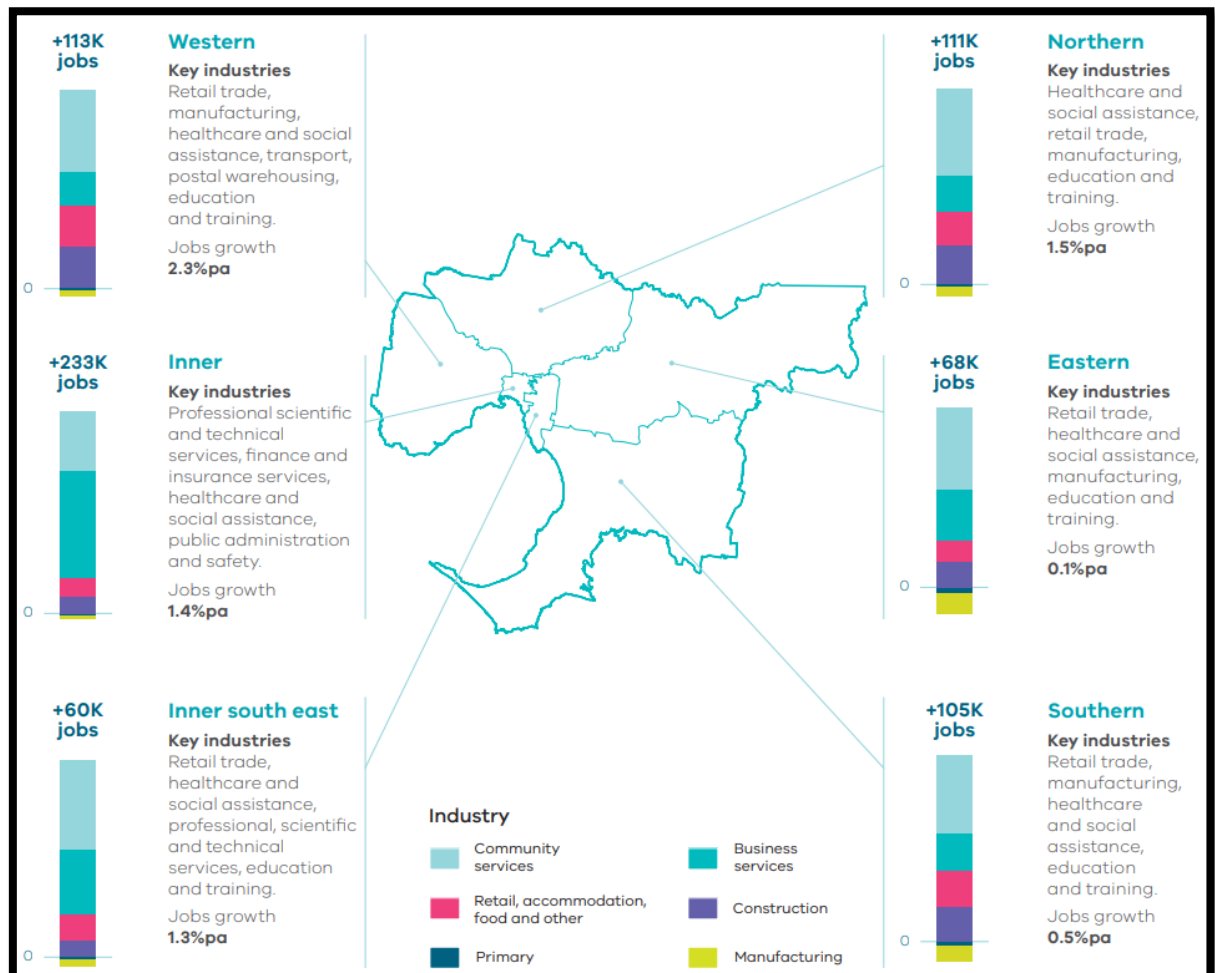 +113K
jobs
Western
Key industries
Retail trade,
manufacturing,
healthcare and social
assistance, transport,
postal warehousing,
education
and training.
Jobs growth
2.3%pa
0
+111K
jobs
Northern
Key industries
Healthcare and
social assistance,
retail trade,
manufacturing,
education and
training.
Jobs growth
1.5%pa
0
+233K
jobs
Inner
Key industries
Professional scientific
and technical
services, finance and
insurance services,
healthcare and
social assistance,
public administration
and safety.
Jobs growth
1.4%pa
0
+68K
jobs
Eastern
Key industries
Retail trade,
healthcare and
social assistance,
manufacturing,
education and
training.
Jobs growth
0.1%pa
0
+60K
jobs
Inner south east
Key industries
Retail trade,
healthcare and
social assistance,
professional, scientific
and technical
services, education
and training.
Jobs growth
1.3%pa
0
+105K
jobs
Southern
Key industries
Retail trade,
manufacturing,
healthcare
and social
assistance,
education
and training.
Jobs growth
0.5%pa
0
Industry
Community
services
Business
services
Retail, accommodation,
food and other
Construction
Primary
Manufacturing